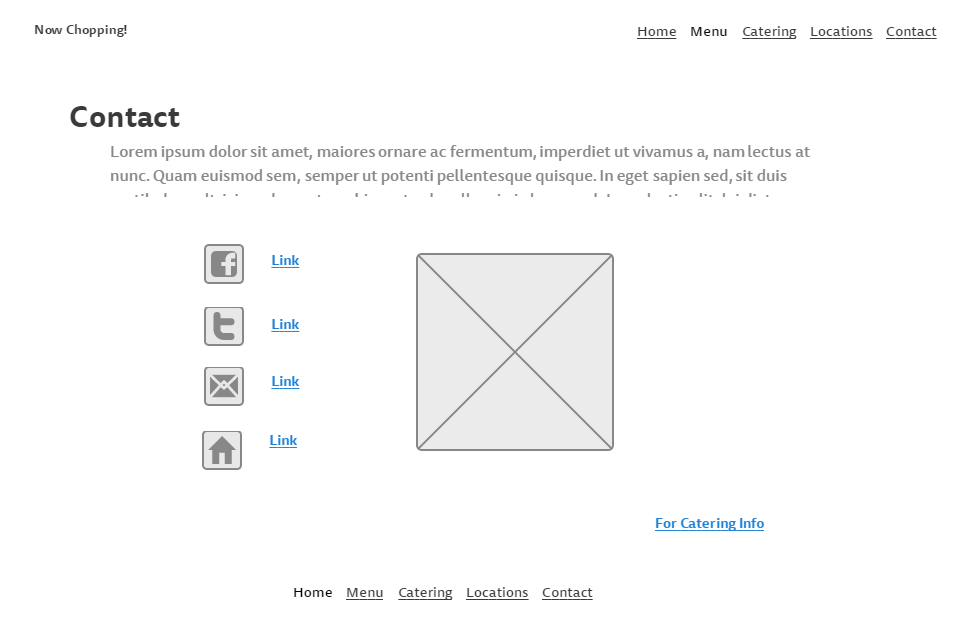 Now Chopping!
Home Menu Catering Locations Contact
Contact
Lorem ipsum dolor sit amet, maiores ornare ac fermentum, imperdiet ut vivamus a, nam lectus at
nunc. Quam euismod sem, semper ut potenti pellentesque quisque. In eget sapien sed, sit duis
Link
Link
Link
Link
For Catering Info
Home Menu Catering Locations Contact